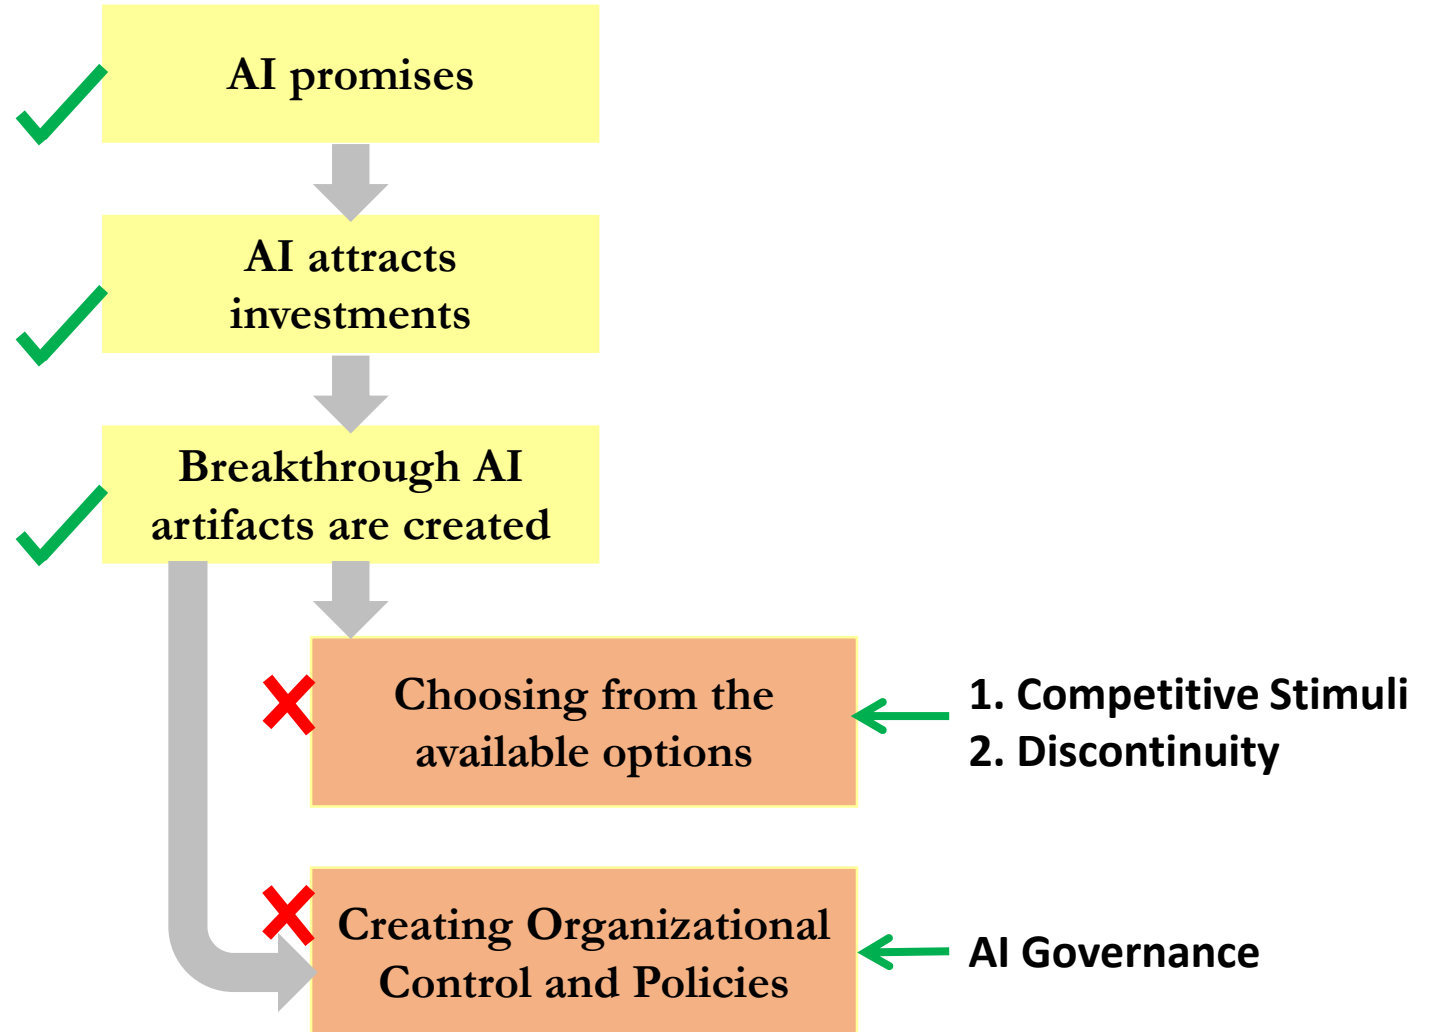 AI promises
AI attracts
investments
Breakthrough AI
artifacts are created
Choosing from the
available options
1. Competitive Stimuli
2. Discontinuity
Creating Organizational
Control and Policies
AI Governance